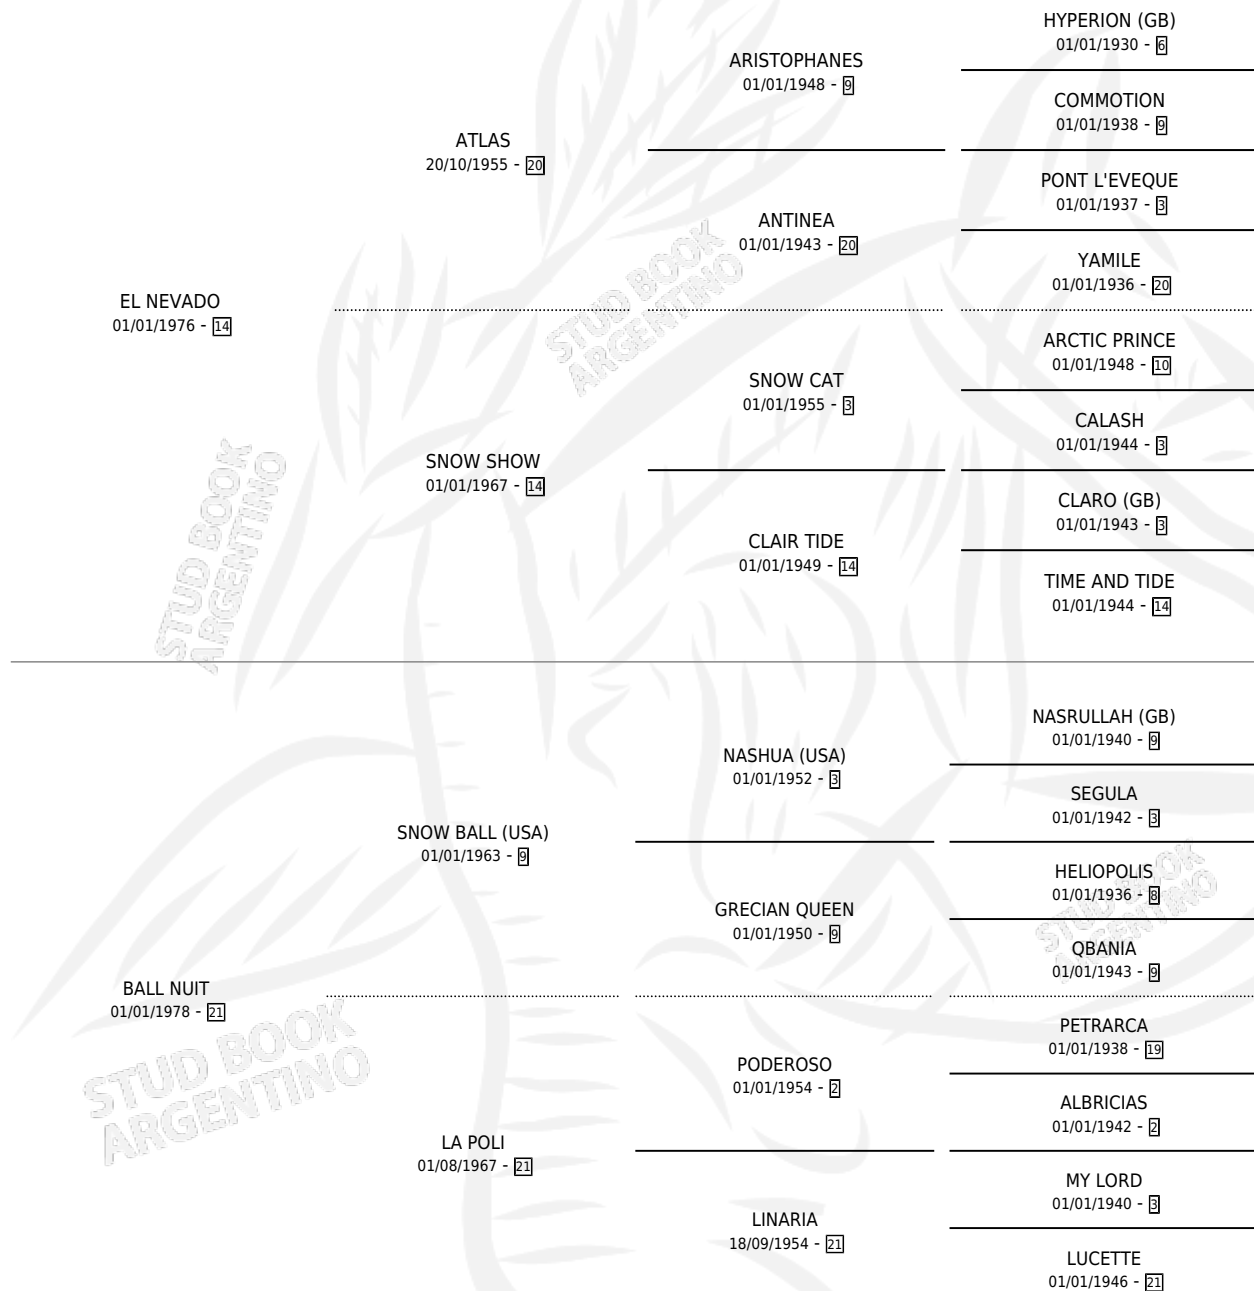 HYPERION (GB)
01/01/1930 - 6
ARISTOPHANES
01/01/1948 - 9
COMMOTION
01/01/1938 - 9
ATLAS
20/10/1955 - 20
PONT L'EVEQUE
01/01/1937 - 3
ANTINEA
01/01/1943 - 20
YAMILE
01/01/1936 - 20
EL NEVADO
01/01/1976 - 14
ARCTIC PRINCE
01/01/1948 - 10
SNOW CAT
01/01/1955 - 3
CALASH
01/01/1944 - 3
SNOW SHOW
01/01/1967 - 14
CLARO (GB)
01/01/1943 - 3
CLAIR TIDE
01/01/1949 - 14
TIME AND TIDE
01/01/1944 - 14
NASRULLAH (GB)
01/01/1940 - 9
NASHUA (USA)
01/01/1952 - 3
SEGULA
01/01/1942 - 3
SNOW BALL (USA)
01/01/1963 - 9
HELIOPOLIS
01/01/1936 - 8
GRECIAN QUEEN
01/01/1950 - 9
QBANIA
01/01/1943 - 9
BALL NUIT
01/01/1978 - 21
PETRARCA
01/01/1938 - 19
PODEROSO
01/01/1954 - 2
ALBRICIAS
01/01/1942 - 2
LA POLI
01/08/1967 - 21
MY LORD
01/01/1940 - 3
LINARIA
18/09/1954 - 21
LUCETTE
01/01/1946 - 21
STUD BOOK
ARGENTINO
STUD BOOK
ARGENTINO
STUD BOOK
ARGENTINO
STUD BOOK
ARGENTINO